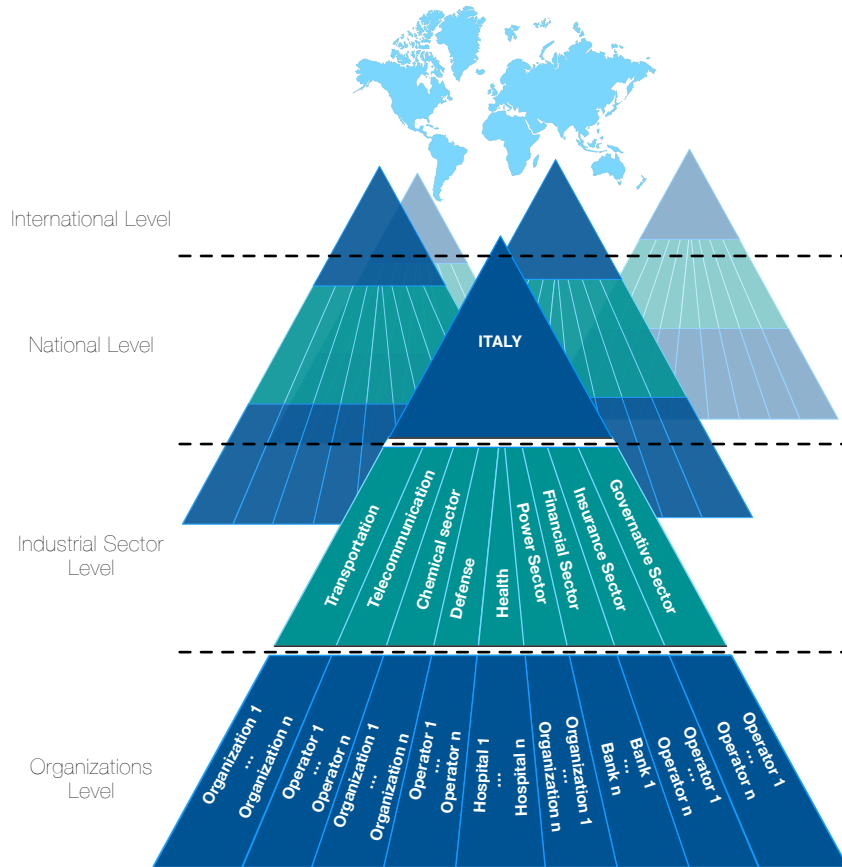 International Level
National Level
ITALY
Industrial Sector
Level
Transportation
Telecommunication
Chemical sector
Defense
Health
Power Sector
Financial Sector
Insurance Sector
Governative Sector
Organizations
Level
Organization 1
...
Organization n
Operator 1
...
Operator n
Organization 1
...
Organization n
Operator 1
...
Operator n
Hospital 1
...
Hospital n
Organization 1
...
Organization n
Bank 1
...
Bank n
Operator 1
...
Operator n
Operator 1
...
Operator n